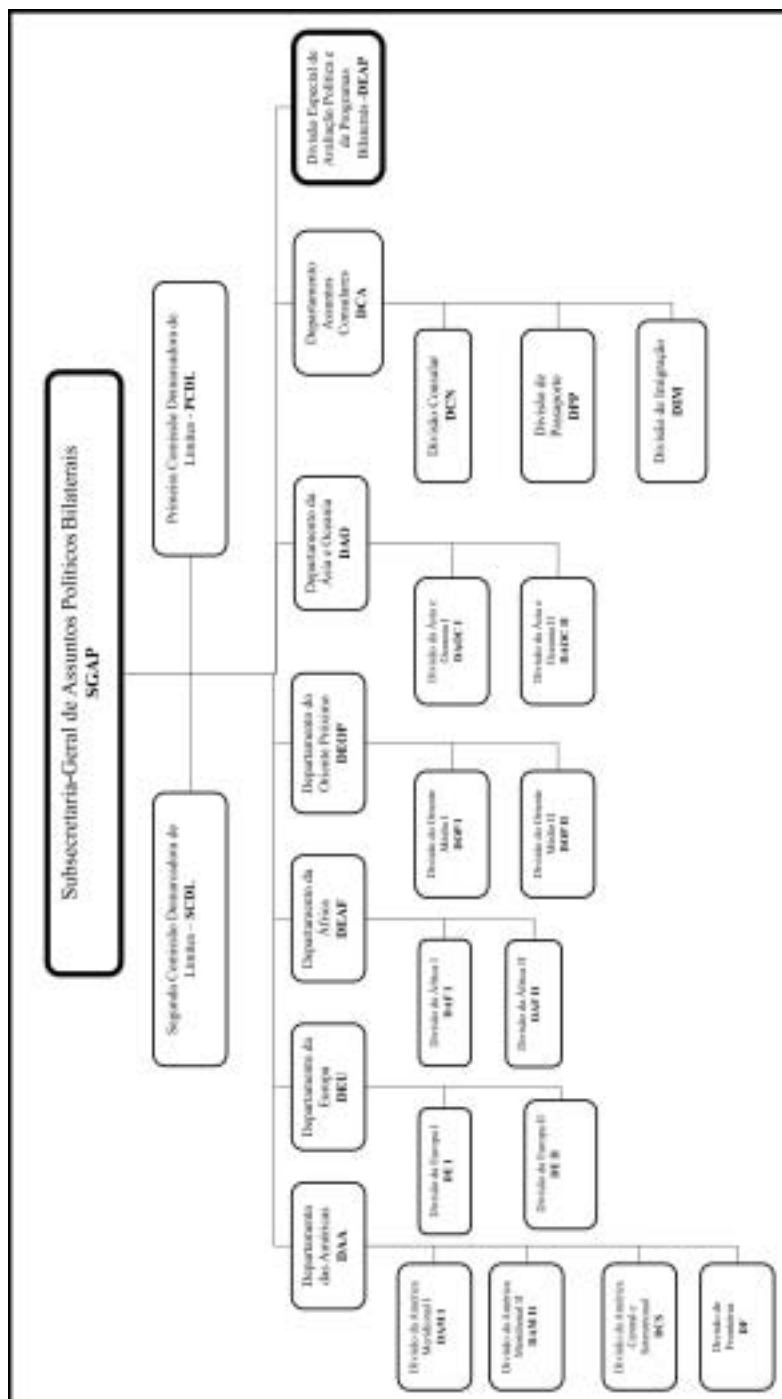 Subsecretaria-Geral de Assuntos Políticos Bilaterais
SGAP
Segunda Comissão Demarcadora de
Limites - SCDL
Primeira Comissão Demarcadora de
Limites - PCDL
Departamento
das Américas
DAA
Departamento da
Europa
DEU
Departamento da
África
DEAF
Departamento do
Oriente Próximo
DEOP
Departamento da
Ásia e Oceania
DAO
Departamento
Assuntos
Consulares
DCA
Divisão Especial de
Avaliação Política e
de Programas
Bilaterais -DEAP
Divisão da América
Meridional I
DAM I
Divisão da América
Meridional II
DAM II
Divisão da América
Central e
Setentrional
DCS
Divisão de
Fronteiras
DF
Divisão da Europa I
DE I
Divisão da Europa II
DE II
Divisão da África I
DAF I
Divisão da África II
DAF II
Divisão do Oriente
Médio I
DOP I
Divisão do Oriente
Médio II
DOP II
Divisão da Ásia e
Oceania I
DAOC I
Divisão da Ásia e
Oceania II
DAOC II
Divisão Consular
DCN
Divisão de
Passaporte
DPP
Divisão de Imigração
DIM